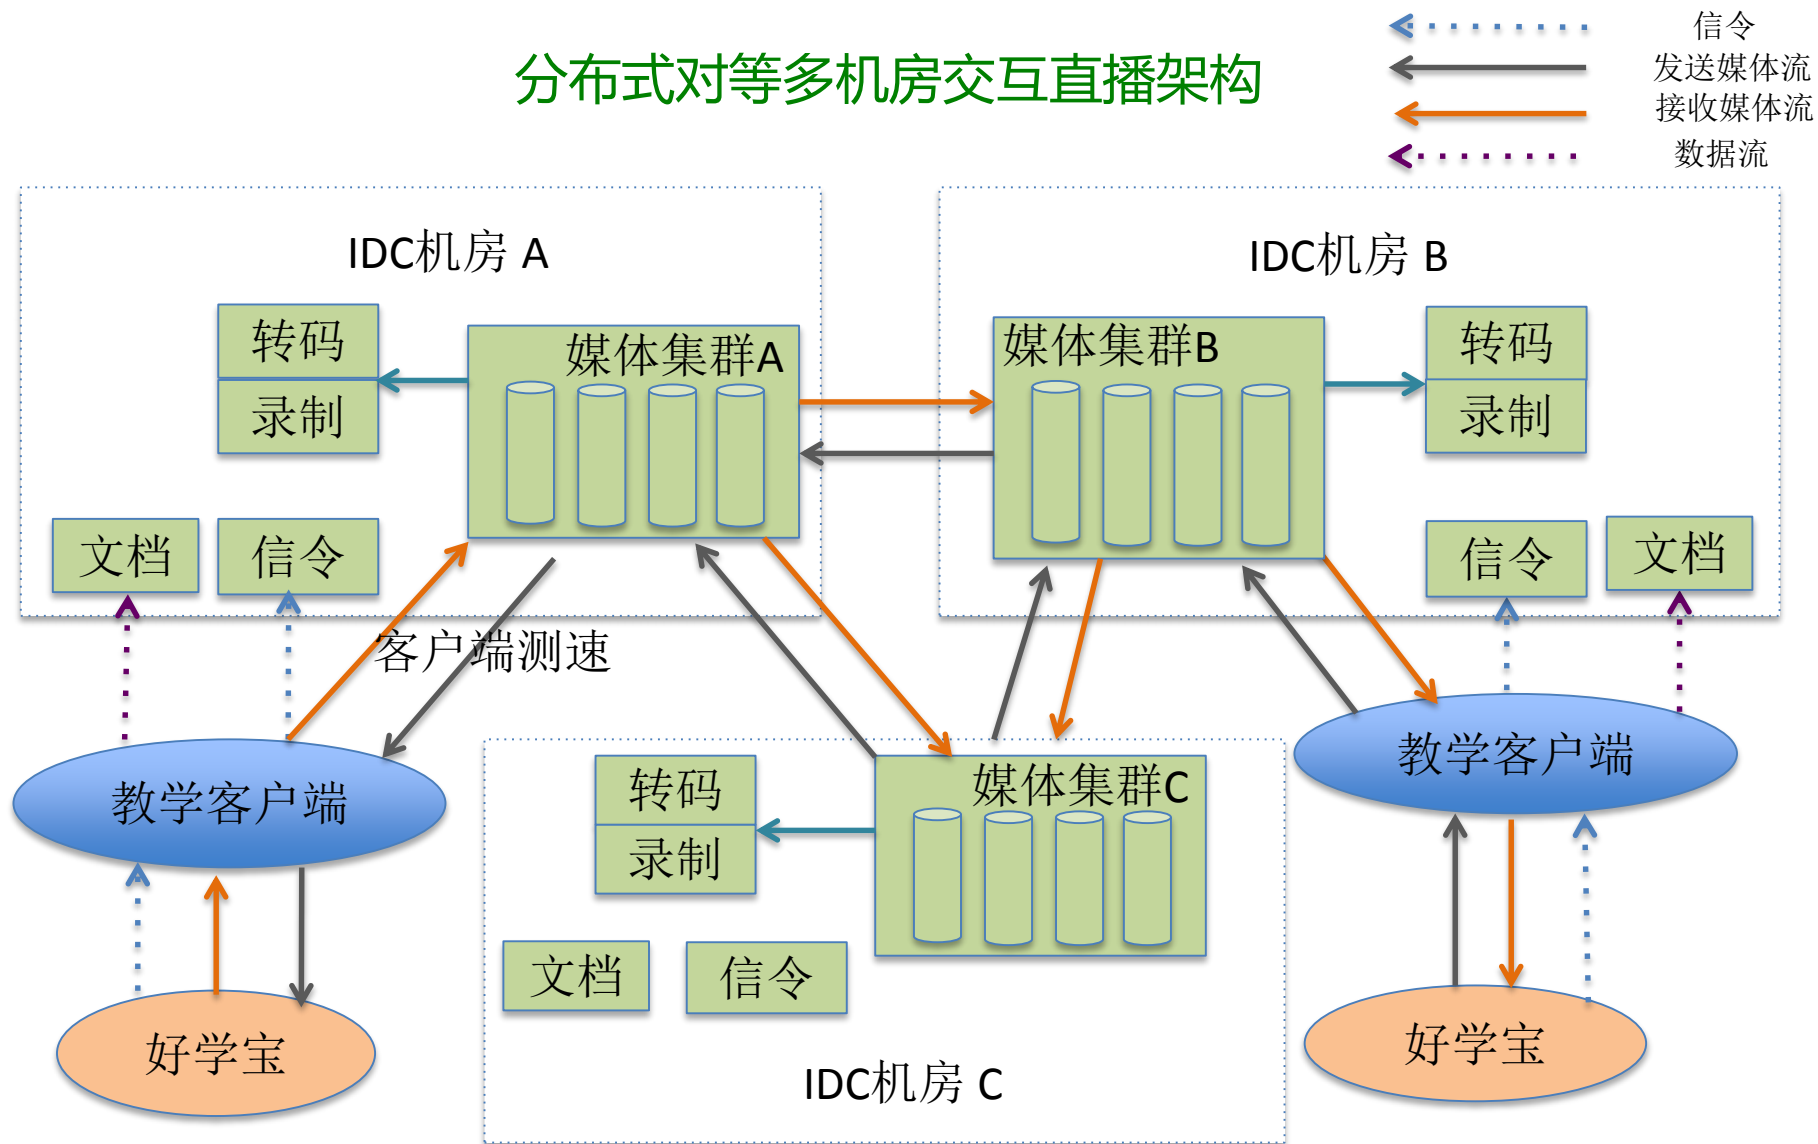 分布式对等多机房交互直播架构
信令
发送媒体流
接收媒体流
数据流
IDC机房 A
转码
录制
媒体集群A
文档
信令
IDC机房 B
媒体集群B
转码
录制
信令
文档
客户端测速
教学客户端
好学宝
转码
录制
媒体集群C
文档
信令
IDC机房 C
教学客户端
好学宝